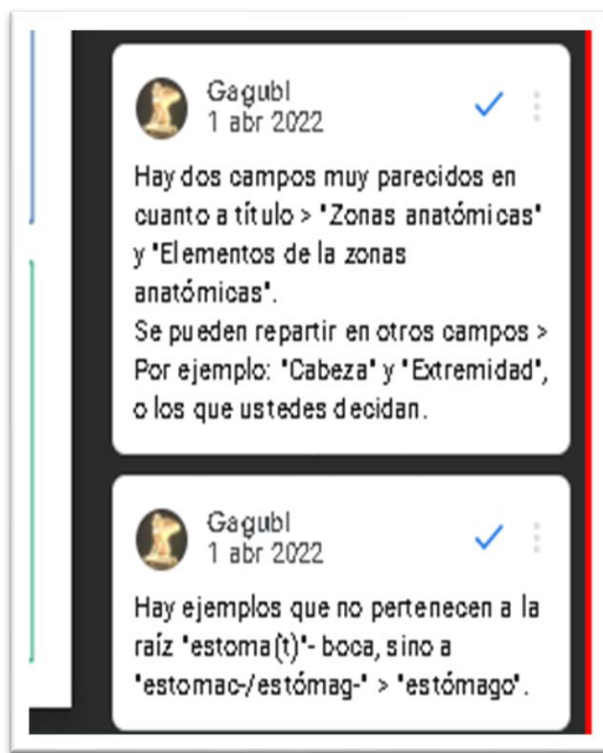 Gagubl
1 abr 2022
Hay dos campos muy parecidos en
cuanto a título > "Zonas anatómicas"
y "Elementos de la zonas
anatómicas".
Se pueden repartir en otros campos >
Por ejemplo: "Cabeza" y "Extremidad",
o los que ustedes decidan.
Gagubl
1 abr 2022
Hay ejemplos que no pertenecen a la
raíz "estoma(t)"- boca, sino a
"estomac-/estómag-" > "estómago".